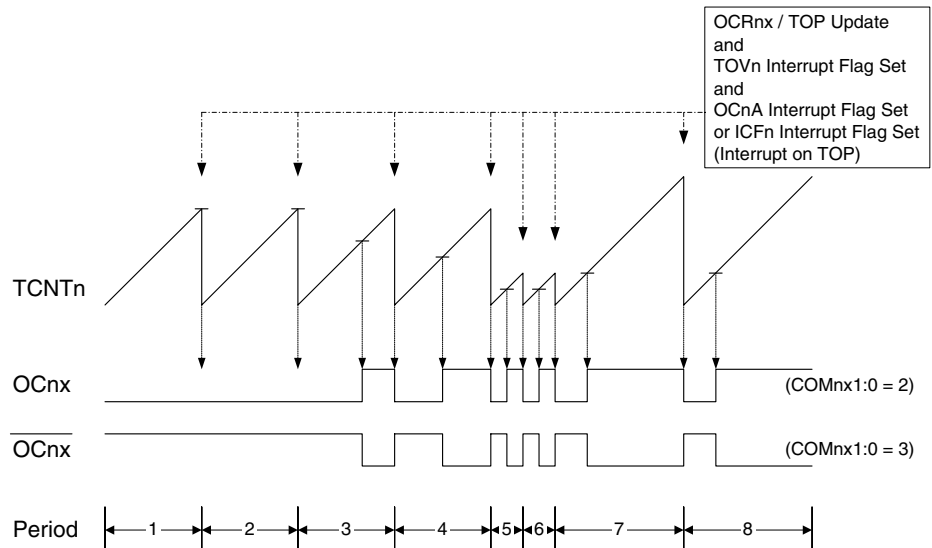 OCRnx / TOP Update
and
TOVn Interrupt Flag Set
and
OCnA Interrupt Flag Set
or ICFn Interrupt Flag Set
(Interrupt on TOP)
TCNTn
OCnx (COMnx1:0 = 2)
OCnx (COMnx1:0 = 3)
Period 1 2 3 4 5 6 7 8